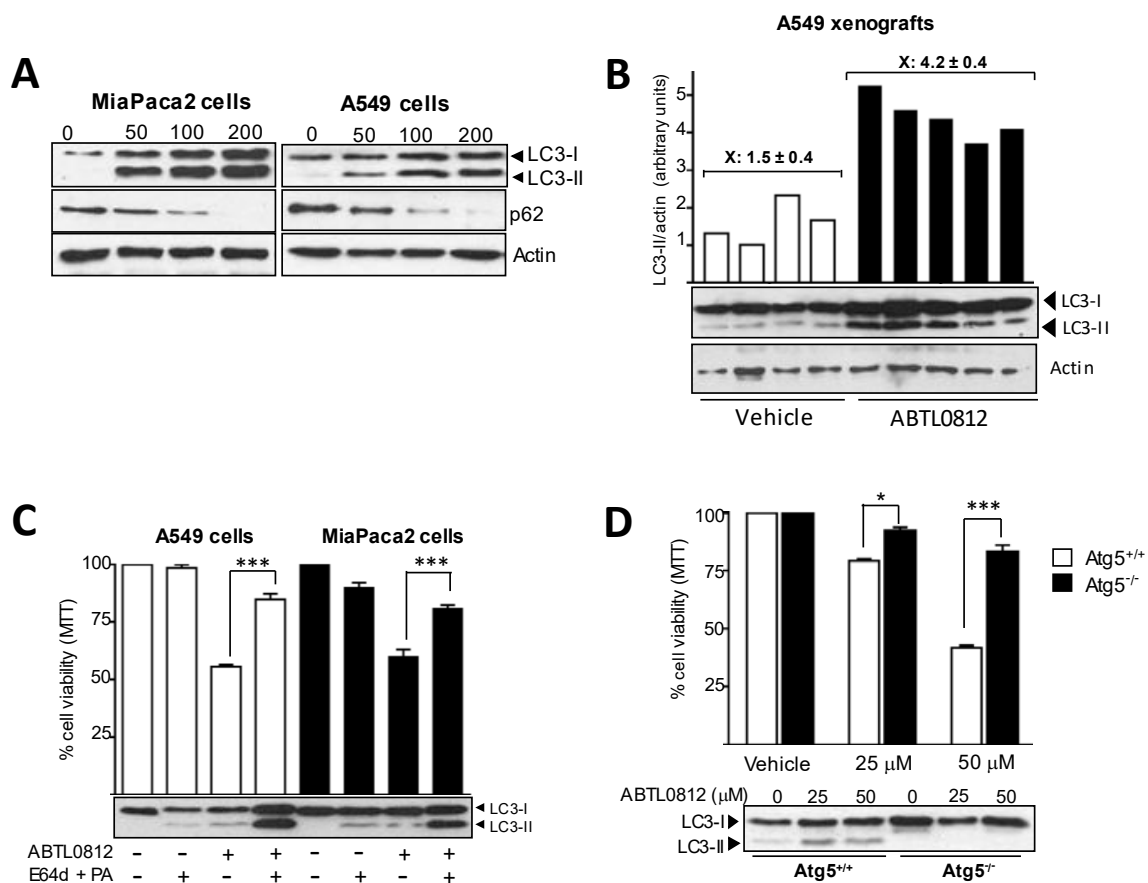 A549 xenografts
A
MiaPaca2 cells
A549 cells
0 50 100 200
0 50 100 200
LC3-I
LC3-II
p62
Actin
B
X: 4.2 ± 0.4
X: 1.5 ± 0.4
LC3-II/actin (arbitrary units)
5
4
3
2
1
LC3-I
LC3-II
Actin
Vehicle
ABTL0812
C
A549 cells
MiaPaca2 cells
***
***
% cell viability (MTT)
100
75
50
25
LC3-I
LC3-II
ABTL0812 – – + + – – + +
E64d + PA – + – + – + – +
D
*
***
% cell viability (MTT)
100
75
50
25
Atg5+/+
Atg5-/-
Vehicle
25 μM
50 μM
ABTL0812 (μM) 0 25 50 0 25 50
LC3-I
LC3-II
Atg5+/+
Atg5-/-